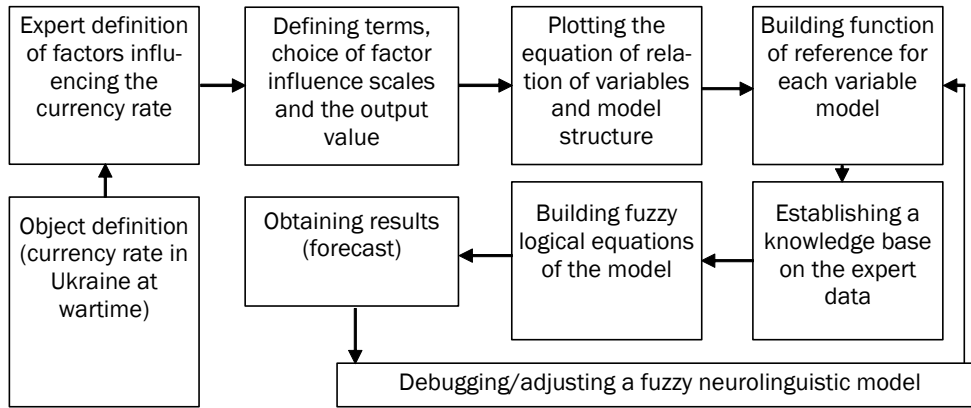 Expert definition
of factors influ-
encing the
currency rate
Defining terms,
choice of factor
influence scales
and the output
value
Plotting the
equation of rela-
tion of variables
and model
structure
Building function
of reference for
each variable
model
Object definition
(currency rate in
Ukraine at
wartime)
Obtaining results
(forecast)
Building fuzzy
logical equations
of the model
Establishing a
knowledge base
on the expert
data
Debugging/adjusting a fuzzy neurolinguistic model